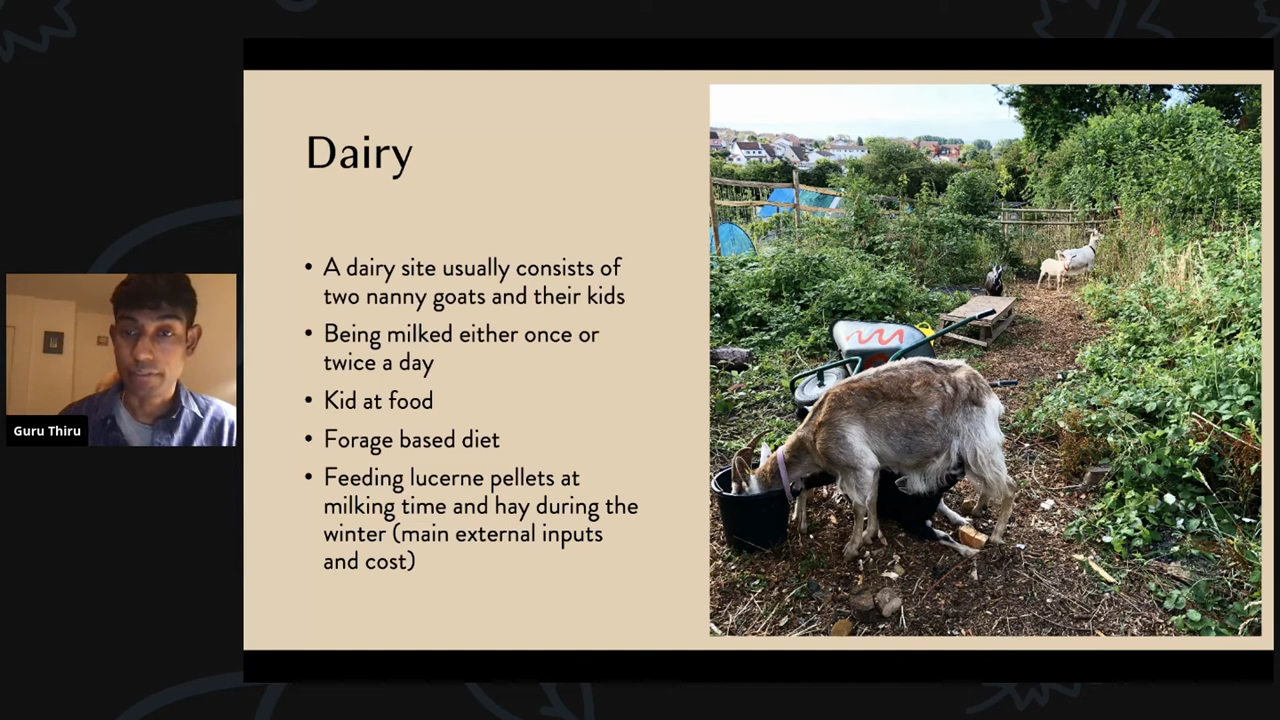 Dairy
• A dairy site usually consists of
two nanny goats and their kids
• Being milked either once or
twice a day
• Kid at food
• Forage based diet
• Feeding lucerne pellets at
milking time and hay during the
winter (main external inputs
and cost)
Guru Thiru